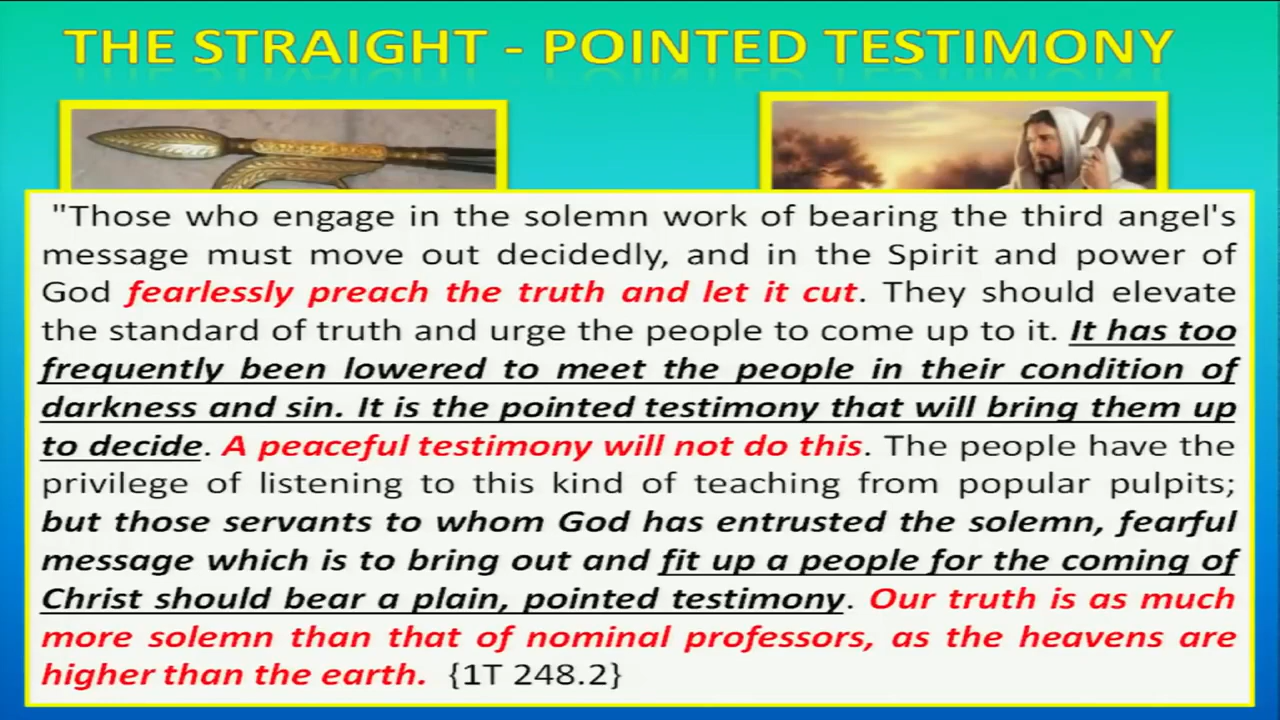 THE STRAIGHT - POINTED TESTIMONY
"Those who engage in the solemn work of bearing the third angel's
message must move out decidedly, and in the Spirit and power of
God fearlessly preach the truth and let it cut. They should elevate
the standard of truth and urge the people to come up to it. It has too
frequently been lowered to meet the people in their condition of
darkness and sin. It is the pointed testimony that will bring them up
to decide. A peaceful testimony will not do this. The people have the
privilege of listening to this kind of teaching from popular pulpits;
but those servants to whom God has entrusted the solemn, fearful
message which is to bring out and fit up a people for the coming of
Christ should bear a plain, pointed testimony. Our truth is as much
more solemn than that of nominal professors, as the heavens are
higher than the earth. {1T 248.2}